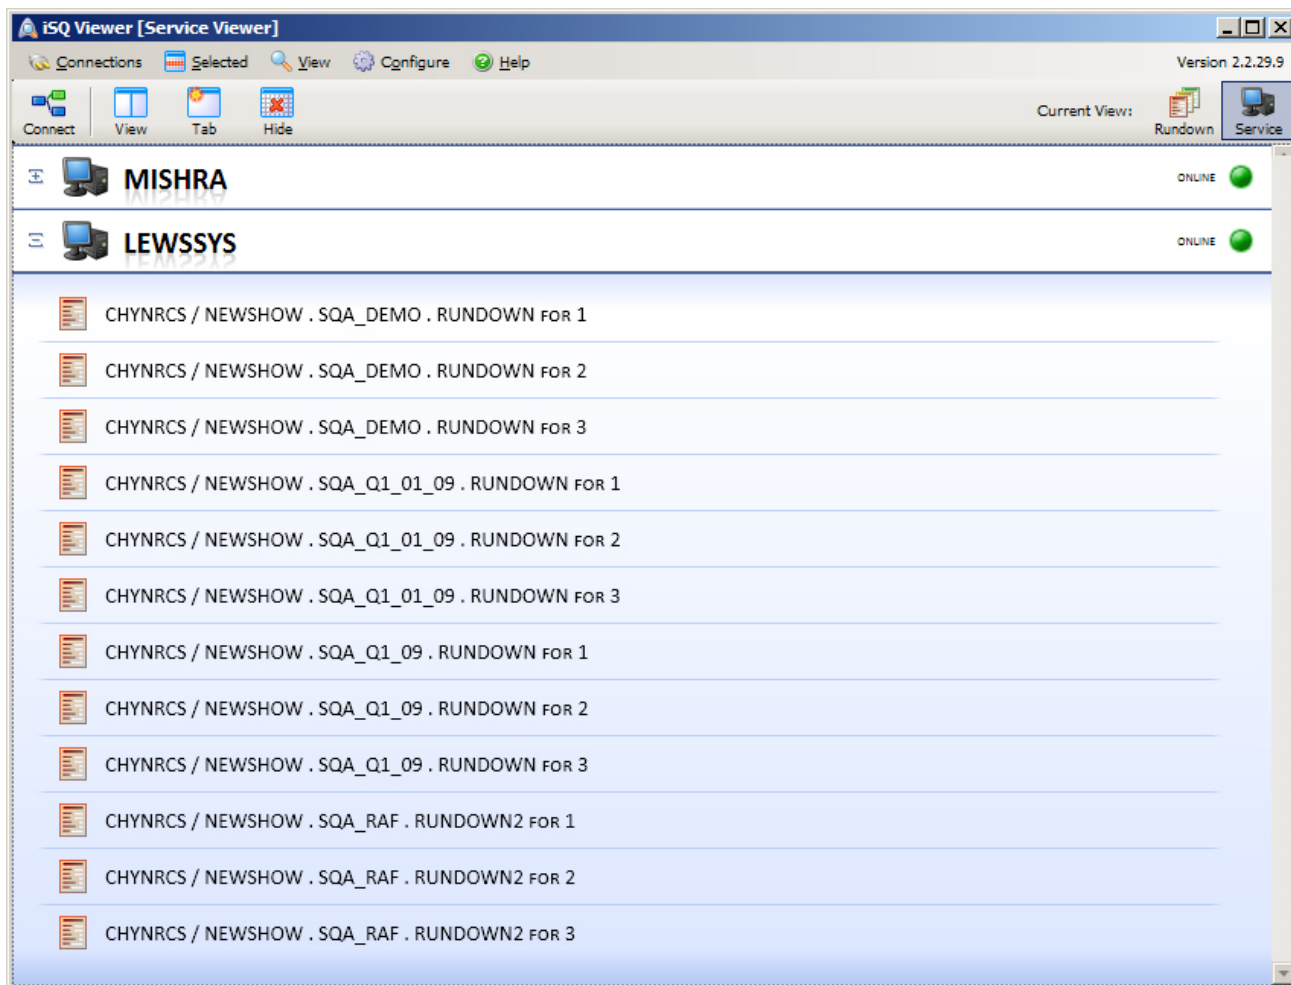 iSQ Viewer [Service Viewer]
Connections Selected View Configure Help Version 2.2.29.9
Connect View Tab Hide Current View: Rundown Service
MISHRA ONLINE
LEWSSYS ONLINE
CHYNRCS / NEWSHOW . SQA_DEMO . RUNDOWN FOR 1
CHYNRCS / NEWSHOW . SQA_DEMO . RUNDOWN FOR 2
CHYNRCS / NEWSHOW . SQA_DEMO . RUNDOWN FOR 3
CHYNRCS / NEWSHOW . SQA_Q1_01_09 . RUNDOWN FOR 1
CHYNRCS / NEWSHOW . SQA_Q1_01_09 . RUNDOWN FOR 2
CHYNRCS / NEWSHOW . SQA_Q1_01_09 . RUNDOWN FOR 3
CHYNRCS / NEWSHOW . SQA_Q1_09 . RUNDOWN FOR 1
CHYNRCS / NEWSHOW . SQA_Q1_09 . RUNDOWN FOR 2
CHYNRCS / NEWSHOW . SQA_Q1_09 . RUNDOWN FOR 3
CHYNRCS / NEWSHOW . SQA_RAF . RUNDOWN2 FOR 1
CHYNRCS / NEWSHOW . SQA_RAF . RUNDOWN2 FOR 2
CHYNRCS / NEWSHOW . SQA_RAF . RUNDOWN2 FOR 3